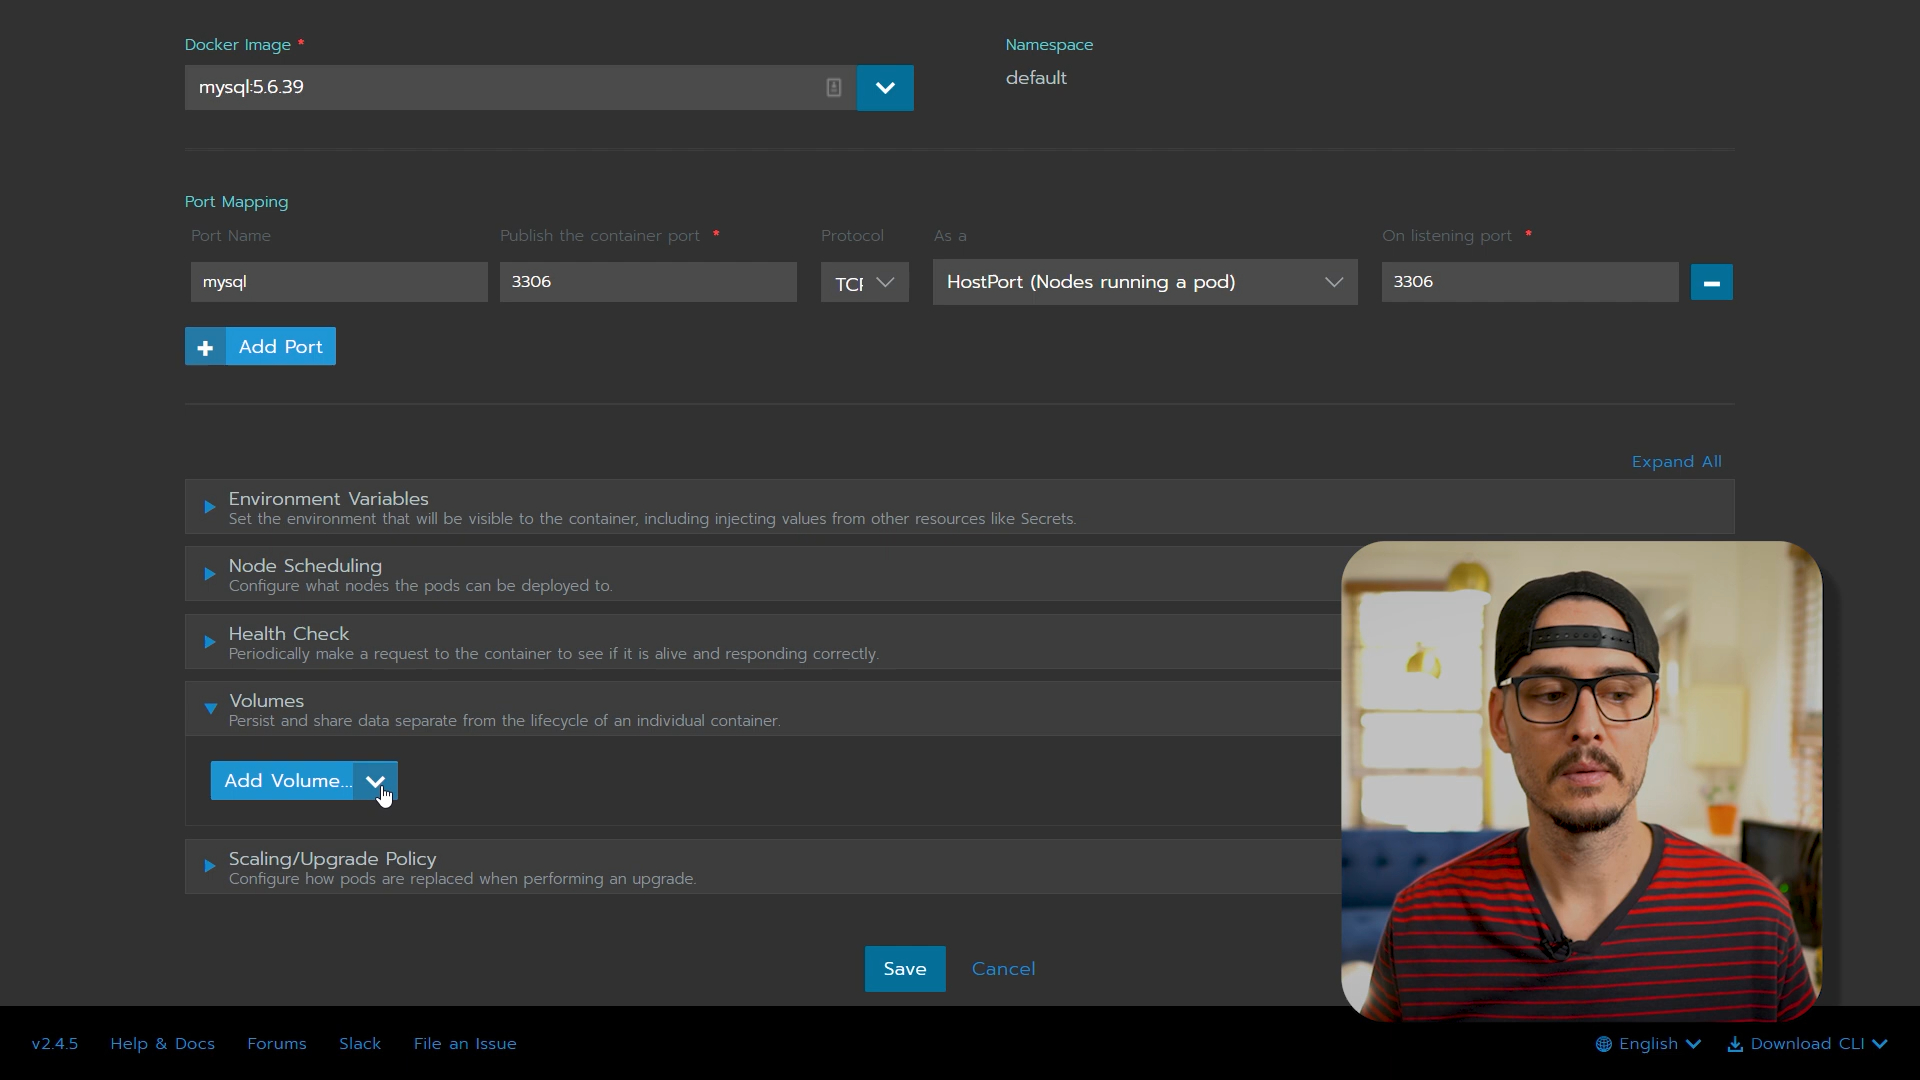 Docker Image *
Namespace
mysql:5.6.39
default
Port Mapping
Port Name
Publish the container port *
Protocol
As a
On listening port *
mysql
3306
TCP
HostPort (Nodes running a pod)
3306
Add Port
Expand All
Environment Variables
Set the environment that will be visible to the container, including injecting values from other resources like Secrets.
Node Scheduling
Configure what nodes the pods can be deployed to.
Health Check
Periodically make a request to the container to see if it is alive and responding correctly.
Volumes
Persist and share data separate from the lifecycle of an individual container.
Add Volume...
Scaling/Upgrade Policy
Configure how pods are replaced when performing an upgrade.
Save
Cancel
v2.4.5
Help & Docs
Forums
Slack
File an Issue
English
Download CLI